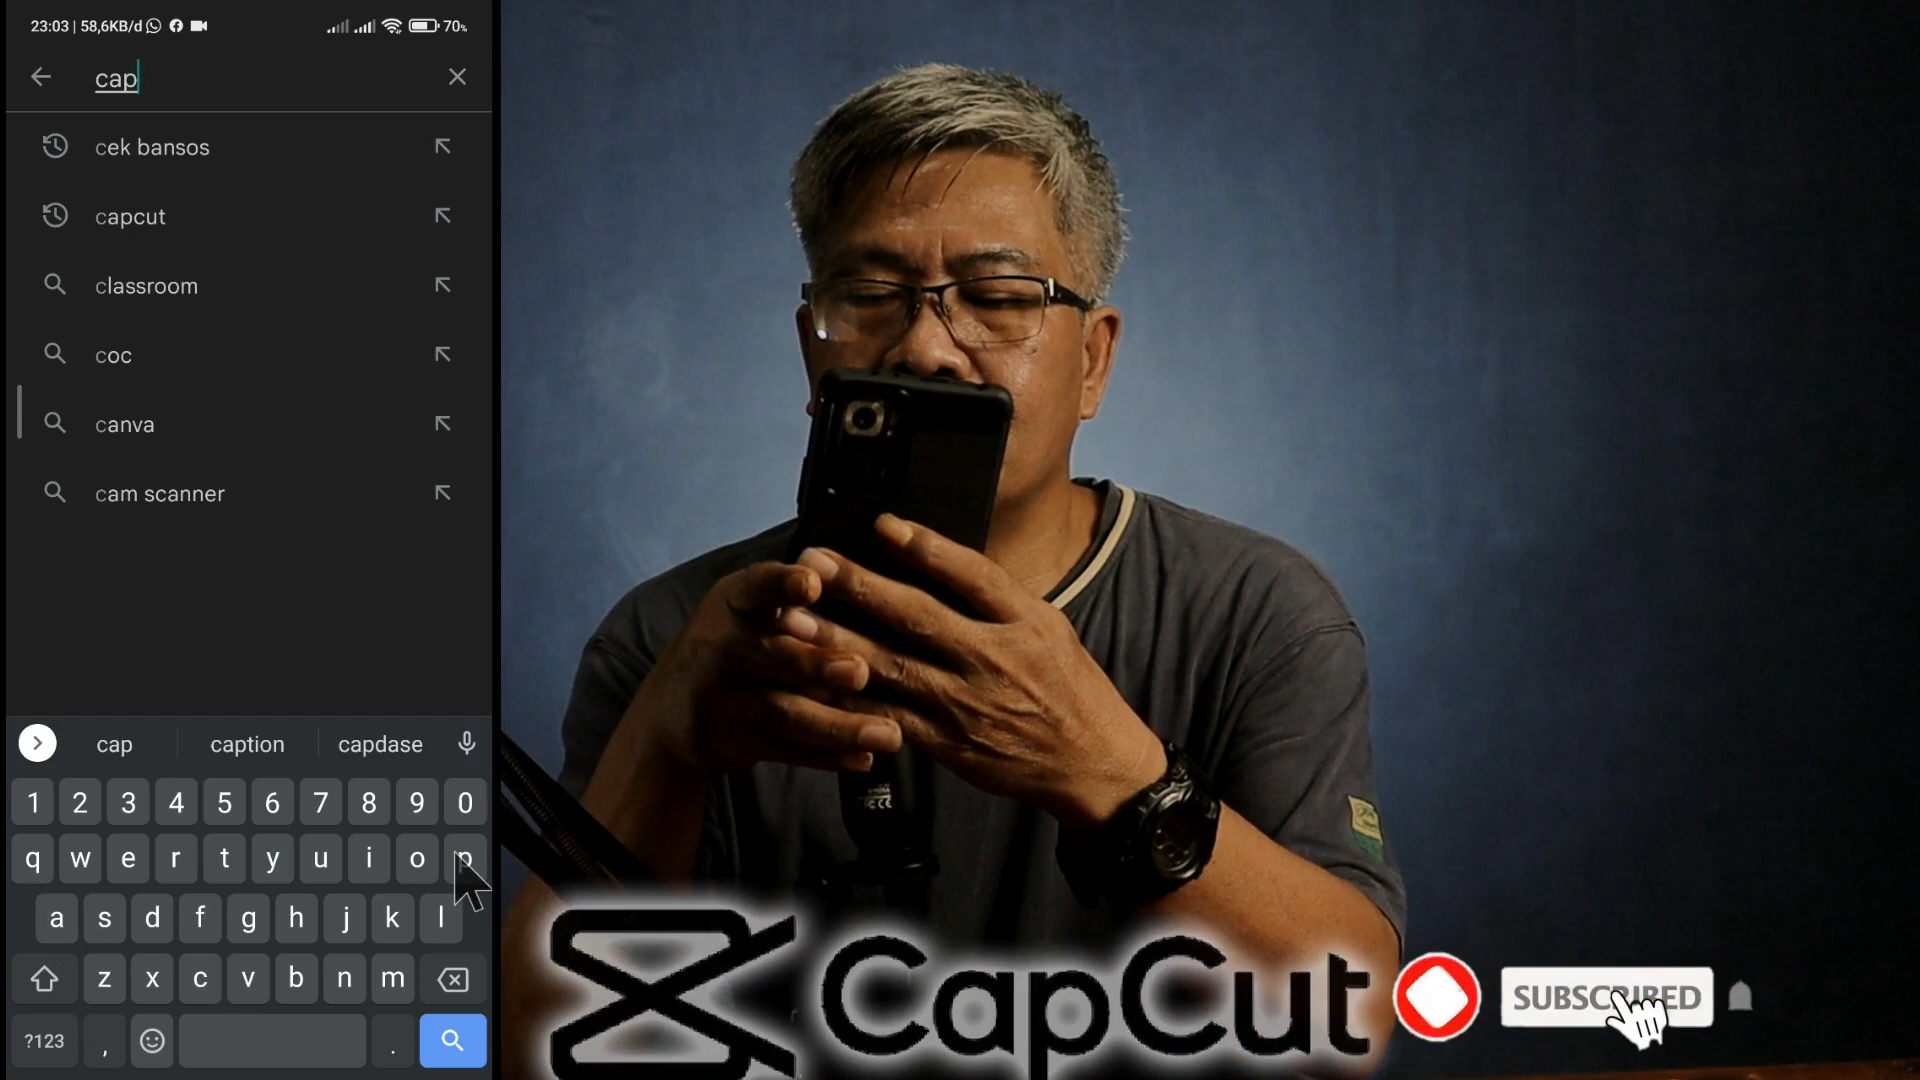 23:03 | 58,6KB/d
70%
cap
cek bansos
capcut
classroom
coc
canva
cam scanner
cap caption capdase
1 2 3 4 5 6 7 8 9 0
q w e r t y u i o p
a s d f g h j k l
z x c v b n m
?123 , .
CapCut
SUBSCRIBED